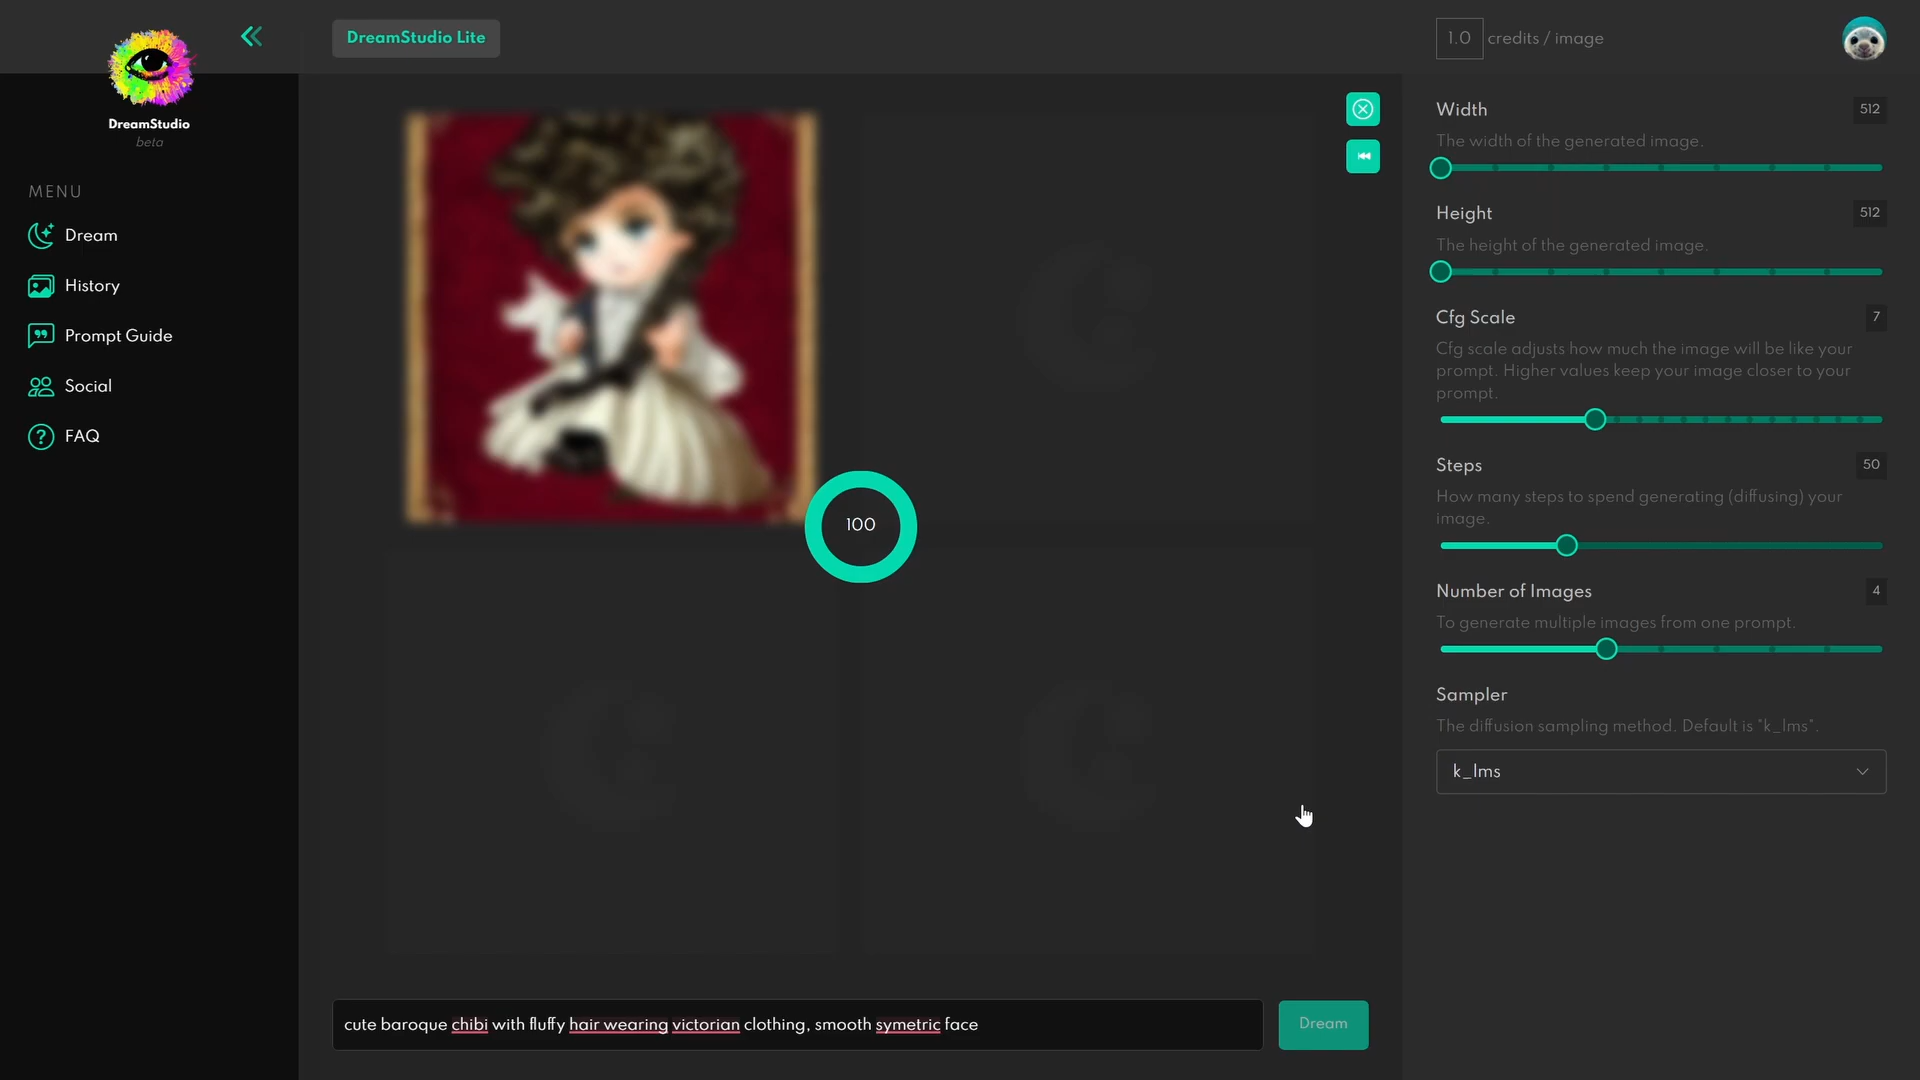 DreamStudio Lite
1.0 credits / image
DreamStudio
beta
MENU
Dream
History
Prompt Guide
Social
FAQ
100
cute baroque chibi with fluffy hair wearing victorian clothing, smooth symetric face
Dream
Width 512
The width of the generated image.
Height 512
The height of the generated image.
Cfg Scale 7
Cfg scale adjusts how much the image will be like your
prompt. Higher values keep your image closer to your
prompt.
Steps 50
How many steps to spend generating (diffusing) your
image.
Number of Images 4
To generate multiple images from one prompt.
Sampler
The diffusion sampling method. Default is "k_lms".
k_lms